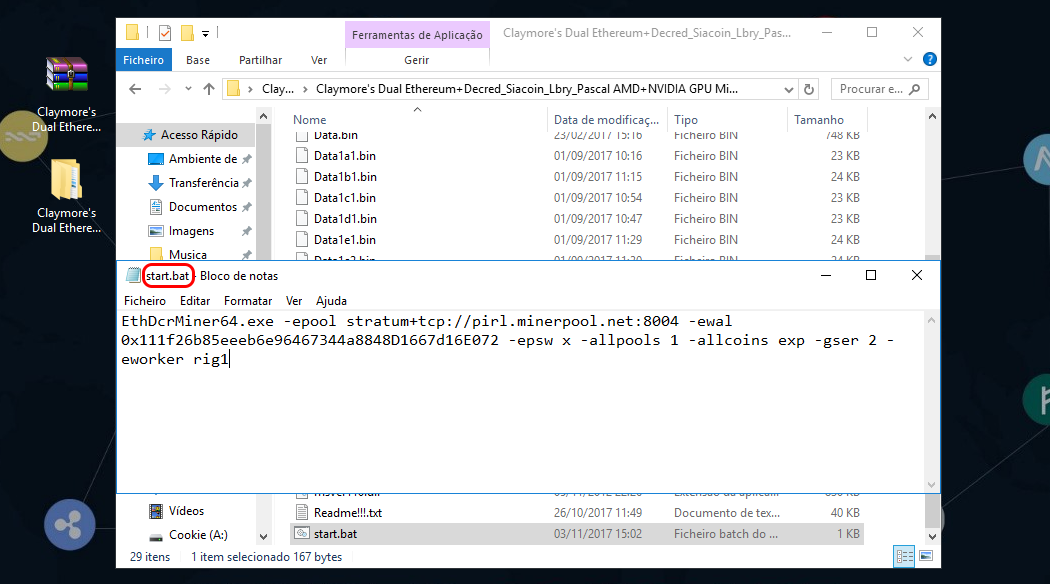 Claymore's
Dual Ethere...
Claymore's
Dual Ethere...
Ferramentas de Aplicação
Claymore's Dual Ethereum+Decred_Siacoin_Lbry_Pas...
Ficheiro
Base
Partilhar
Ver
Gerir
Clay...
Claymore's Dual Ethereum+Decred_Siacoin_Lbry_Pascal AMD+NVIDIA GPU Mi...
Procurar e...
Acesso Rápido
Ambiente de
Transferência
Documentos
Imagens
Musica
Nome Data de modificaç... Tipo Tamanho
Data.bin 23/02/2017 15:16 Ficheiro BIN 748 KB
Data1a1.bin 01/09/2017 10:16 Ficheiro BIN 23 KB
Data1b1.bin 01/09/2017 11:15 Ficheiro BIN 24 KB
Data1c1.bin 01/09/2017 10:54 Ficheiro BIN 23 KB
Data1d1.bin 01/09/2017 10:47 Ficheiro BIN 24 KB
Data1e1.bin 01/09/2017 11:29 Ficheiro BIN 23 KB
start.bat - Bloco de notas
Ficheiro Editar Formatar Ver Ajuda
EthDcrMiner64.exe -epool stratum+tcp://pirl.minerpool.net:8004 -ewal
0x111f26b85eeeb6e96467344a8848D1667d16E072 -epsw x -allpools 1 -allcoins exp -gser 2 -
eworker rig1
Vídeos
Cookie (A:)
Readme!!!.txt 26/10/2017 11:49 Documento de tex... 40 KB
start.bat 03/11/2017 15:02 Ficheiro batch do ... 1 KB
29 itens 1 item selecionado 167 bytes